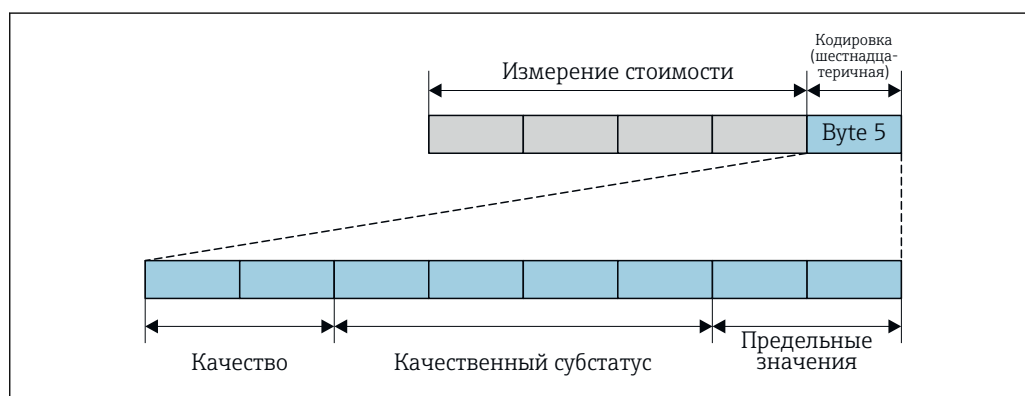 Кодировка
(шестнадца-
теричная)
Измерение стоимости
Byte 5
Качество
Качественный субстатус
Предельные
значения